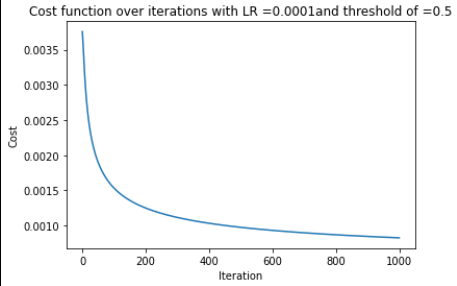 Cost function over iterations with LR =0.0001and threshold of =0.5
0.0035
0.0030
0.0025
0.0020
0.0015
0.0010
Cost
0 200 400 600 800 1000
Iteration